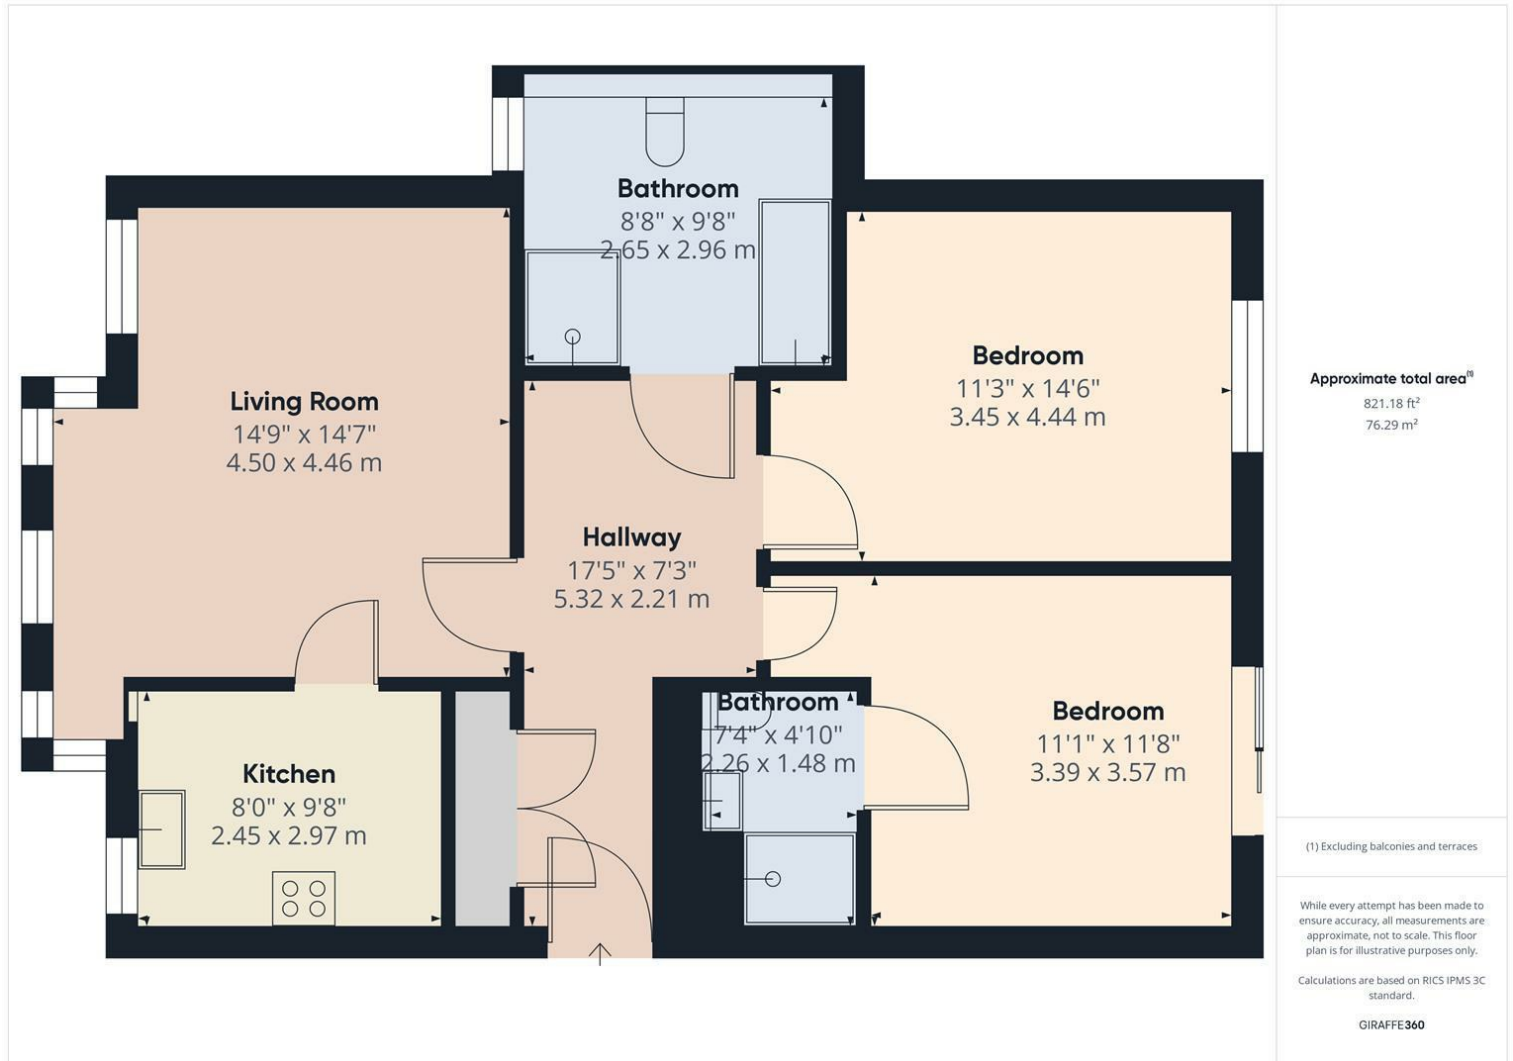 Bathroom
8'8" x 9'8"
2.65 x 2.96 m
Living Room
14'9" x 14'7"
4.50 x 4.46 m
Bedroom
11'3" x 14'6"
3.45 x 4.44 m
Hallway
17'5" x 7'3"
5.32 x 2.21 m
Kitchen
8'0" x 9'8"
2.45 x 2.97 m
Bathroom
7'4" x 4'10"
2.26 x 1.48 m
Bedroom
11'1" x 11'8"
3.39 x 3.57 m
Approximate total area(1)
821.18 ft²
76.29 m²
(1) Excluding balconies and terraces
While every attempt has been made to
ensure accuracy, all measurements are
approximate, not to scale. This floor
plan is for illustrative purposes only.
Calculations are based on RICS IPMS 3C
standard.
GIRAFFE360